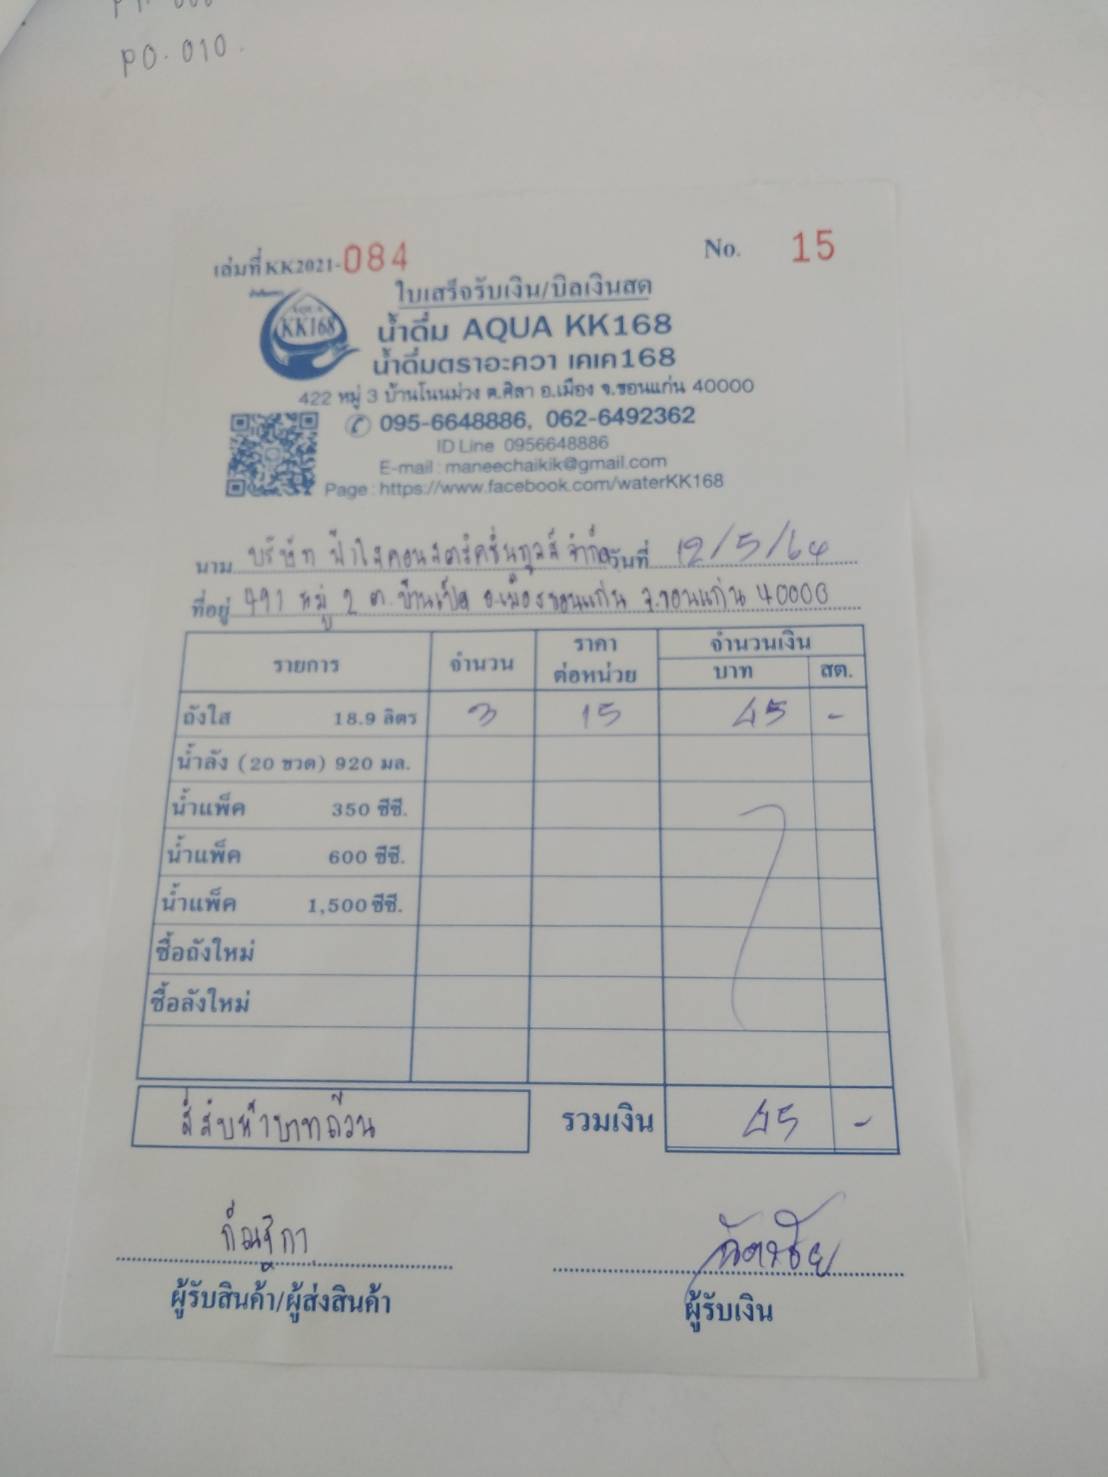 PO-010.
เล่มที่ KK2021-084
No. 15
ใบเสร็จรับเงิน/บิลเงินสด
AQUA
KK168
น้ำดื่ม AQUA KK168
น้ำดื่มตราอะควา เคเค168
422 หมู่ 3 บ้านโนนม่วง ต.ศิลา อ.เมือง จ.ขอนแก่น 40000
095-6648886, 062-6492362
ID Line 0956648886
E-mail : maneechaikik@gmail.com
Page : https://www.facebook.com/waterKK168
นาม บริษัท ฟ้าใสคอนสตรัคชั่นทูลส์ จำกัด วันที่ 12/5/64
ที่อยู่ 491 หมู่ 2 ต.บ้านเป็ด อ.เมืองขอนแก่น จ.ขอนแก่น 40000
รายการ จำนวน ราคาต่อหน่วย จำนวนเงิน
บาท สต.
ถังใส 18.9 ลิตร 3 15 45 -
น้ำลัง (20 ขวด) 920 มล.
น้ำแพ็ค 350 ซีซี.
น้ำแพ็ค 600 ซีซี.
น้ำแพ็ค 1,500 ซีซี.
ซื้อถังใหม่
ซื้อลังใหม่
สี่สิบห้าบาทถ้วน รวมเงิน 45 -
ผู้รับสินค้า/ผู้ส่งสินค้า ผู้รับเงิน